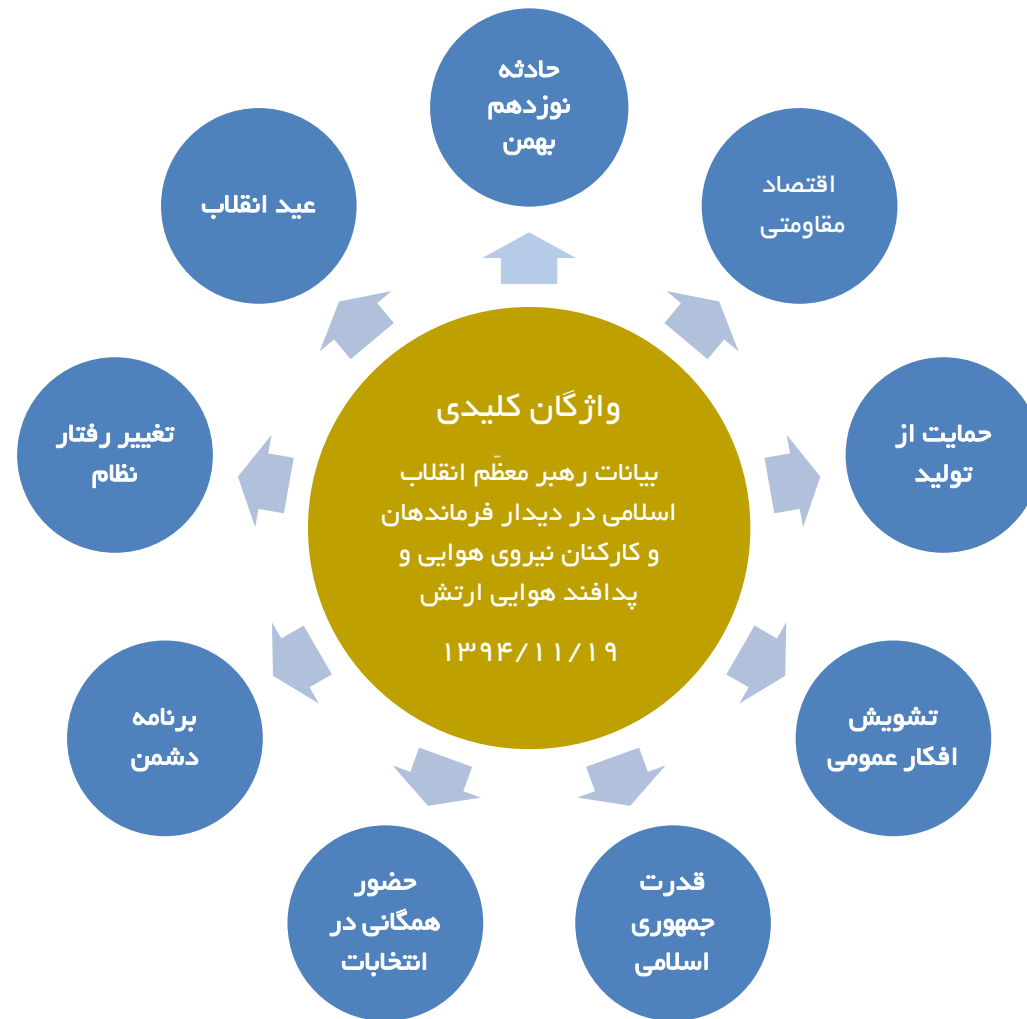 واژگان کلیدی
بیانات رهبر معظّم انقلاب
اسلامی در دیدار فرماندهان
و کارکنان نیروی هوایی و
پدافند هوایی ارتش
۱۳۹۴/۱۱/۱۹
حادثه
نوزدهم
بهمن
اقتصاد
مقاومتی
حمایت از
تولید
تشویش
افکار عمومی
قدرت
جمهوری
اسلامی
حضور
همگانی در
انتخابات
برنامه
دشمن
تغییر رفتار
نظام
عید انقلاب